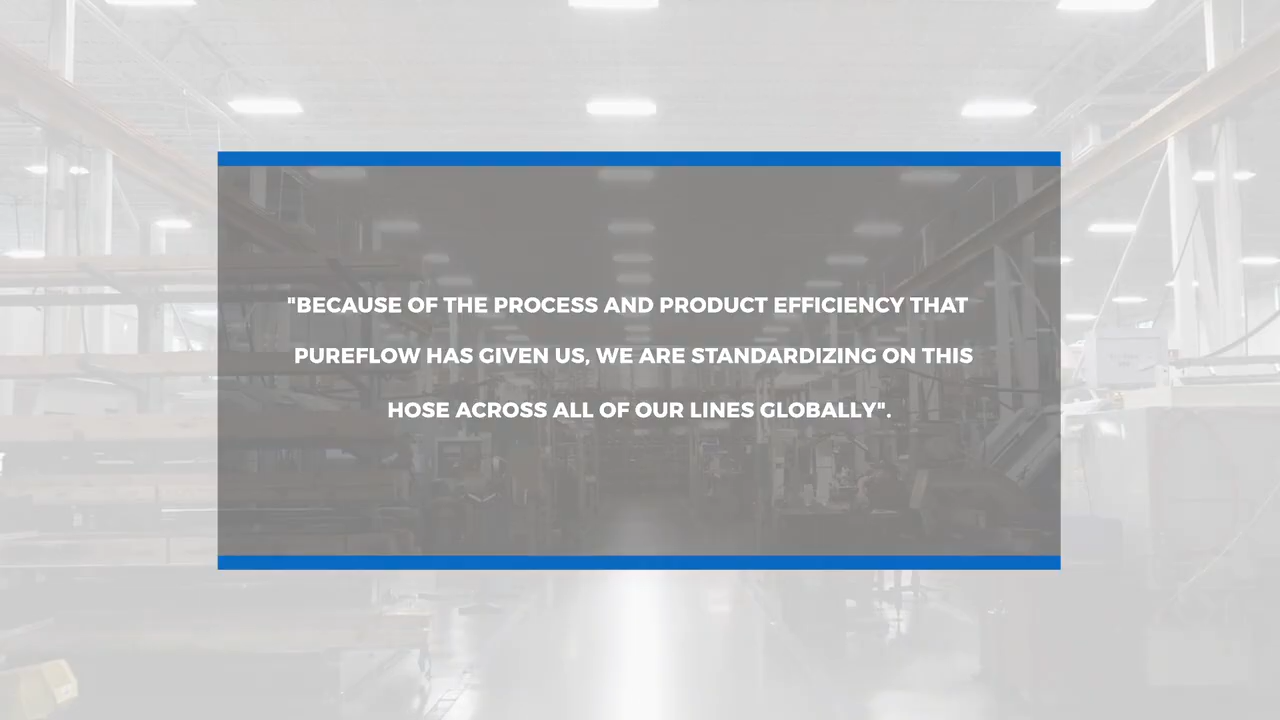 "BECAUSE OF THE PROCESS AND PRODUCT EFFICIENCY THAT
PUREFLOW HAS GIVEN US, WE ARE STANDARDIZING ON THIS
HOSE ACROSS ALL OF OUR LINES GLOBALLY".